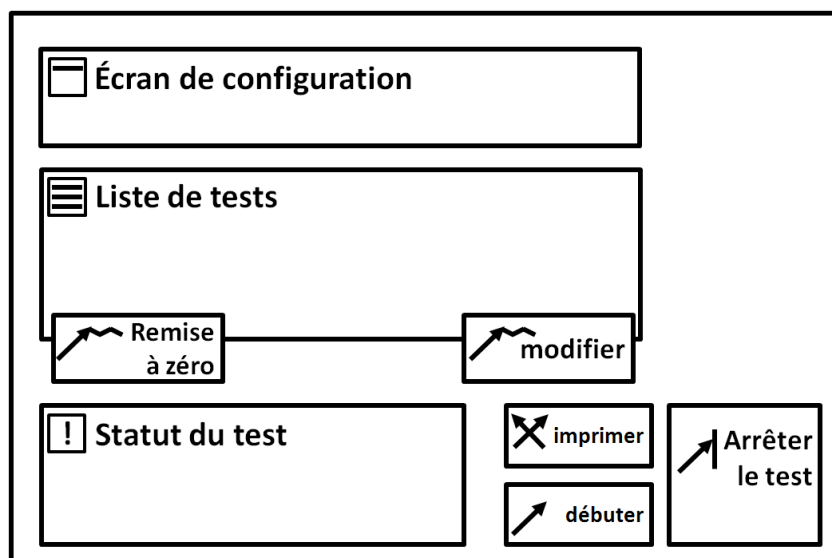 Écran de configuration
Liste de tests
Remise
à zéro
modifier
! Statut du test
imprimer
débuter
Arrêter
le test